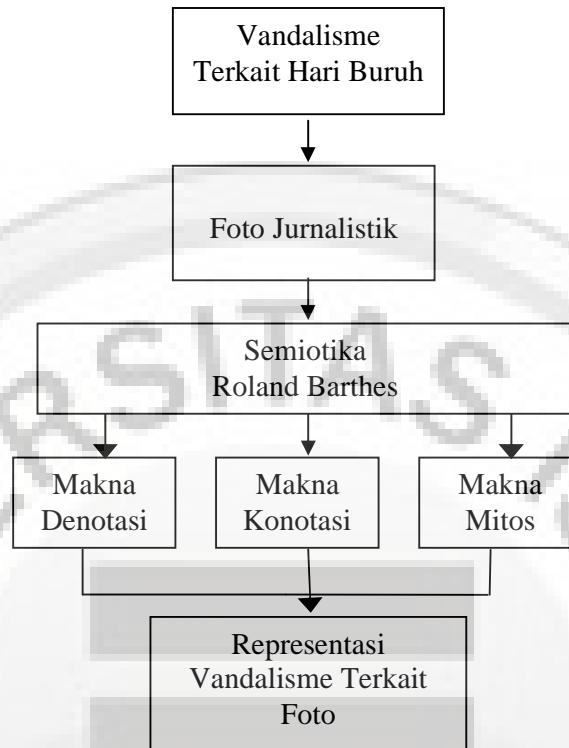 Vandalisme
Terkait Hari Buruh
Foto Jurnalistik
Semiotika
Roland Barthes
Makna
Denotasi
Makna
Konotasi
Makna
Mitos
Representasi
Vandalisme Terkait
Foto
RSITAS